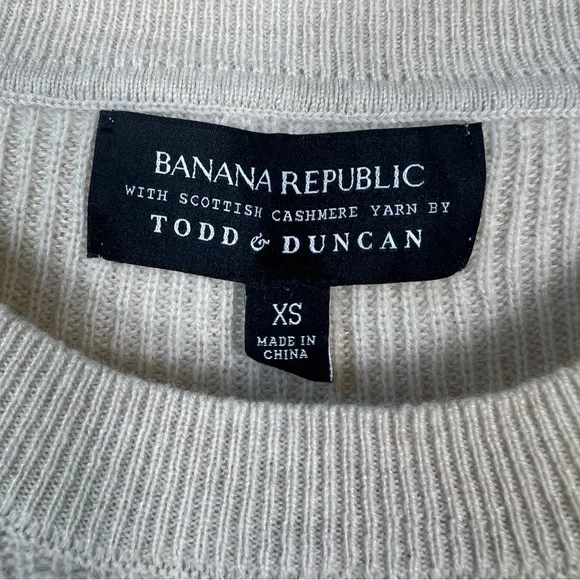 BANANA REPUBLIC
WITH SCOTTISH CASHMERE YARN BY
TODD & DUNCAN
XS
MADE IN
CHINA